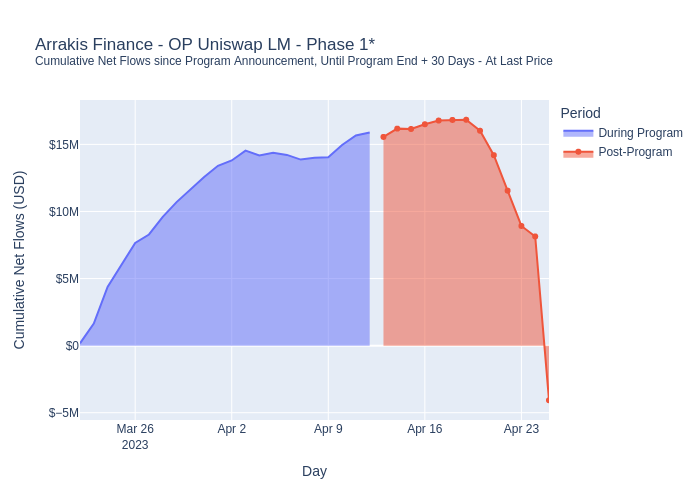 Arrakis Finance - OP Uniswap LM - Phase 1*
Cumulative Net Flows since Program Announcement, Until Program End + 30 Days - At Last Price
Period
During Program
Post-Program
Cumulative Net Flows (USD)
$15M
$10M
$5M
$0
$−5M
Mar 26
2023
Apr 2
Apr 9
Apr 16
Apr 23
Day